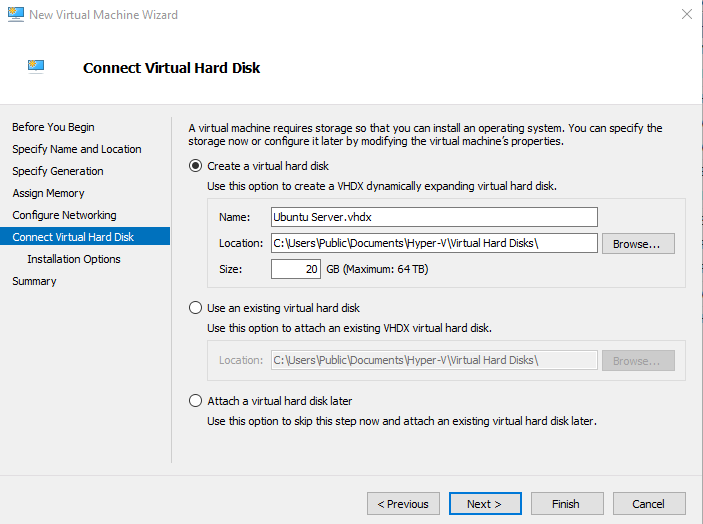 New Virtual Machine Wizard
Connect Virtual Hard Disk
Before You Begin
Specify Name and Location
Specify Generation
Assign Memory
Configure Networking
Connect Virtual Hard Disk
Installation Options
Summary
A virtual machine requires storage so that you can install an operating system. You can specify the
storage now or configure it later by modifying the virtual machine's properties.
Create a virtual hard disk
Use this option to create a VHDX dynamically expanding virtual hard disk.
Name: Ubuntu Server.vhdx
Location: C:\Users\Public\Documents\Hyper-V\Virtual Hard Disks\ Browse...
Size: 20 GB (Maximum: 64 TB)
Use an existing virtual hard disk
Use this option to attach an existing VHDX virtual hard disk.
Location: C:\Users\Public\Documents\Hyper-V\Virtual Hard Disks\ Browse...
Attach a virtual hard disk later
Use this option to skip this step now and attach an existing virtual hard disk later.
< Previous Next > Finish Cancel